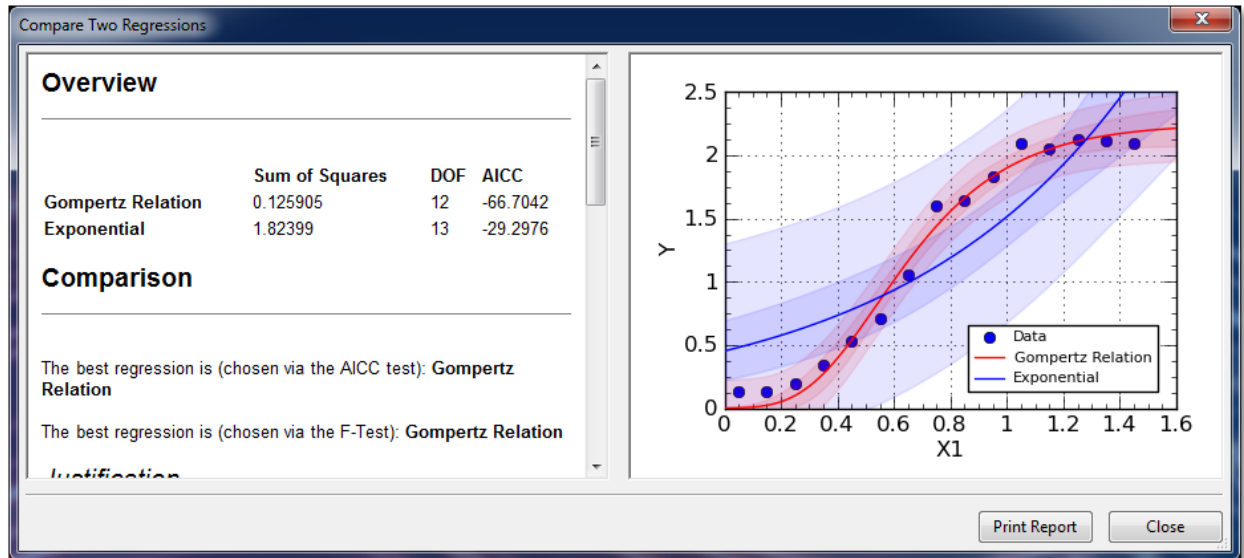 Compare Two Regressions
Overview
Sum of Squares DOF AICC
Gompertz Relation 0.125905 12 -66.7042
Exponential 1.82399 13 -29.2976
Comparison
The best regression is (chosen via the AICC test): Gompertz
Relation
The best regression is (chosen via the F-Test): Gompertz Relation
Justification
2.5
2
1.5
1
0.5
0
Y
0 0.2 0.4 0.6 0.8 1 1.2 1.4 1.6
X1
Data
Gompertz Relation
Exponential
Print Report Close